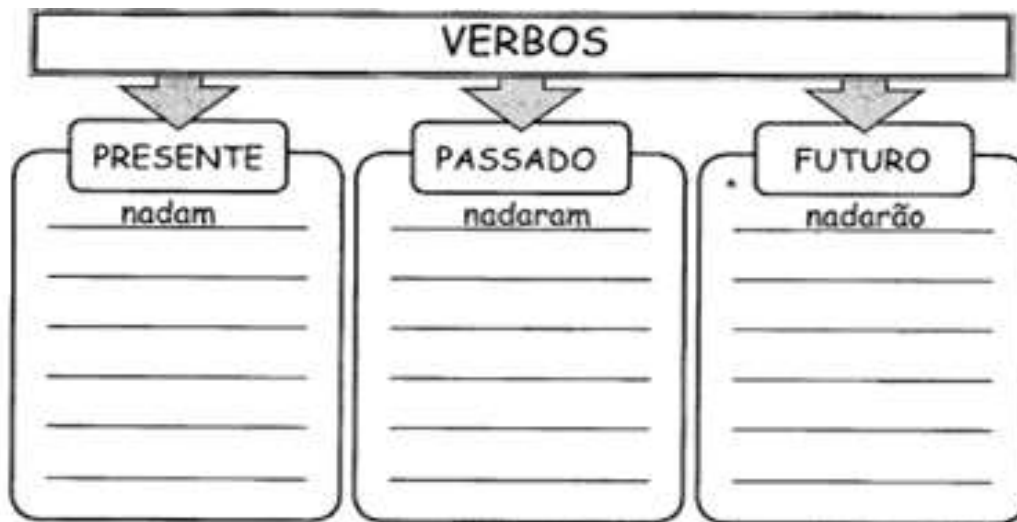 VERBOS
PRESENTE
nadam
PASSADO
nadaram
FUTURO
nadarão